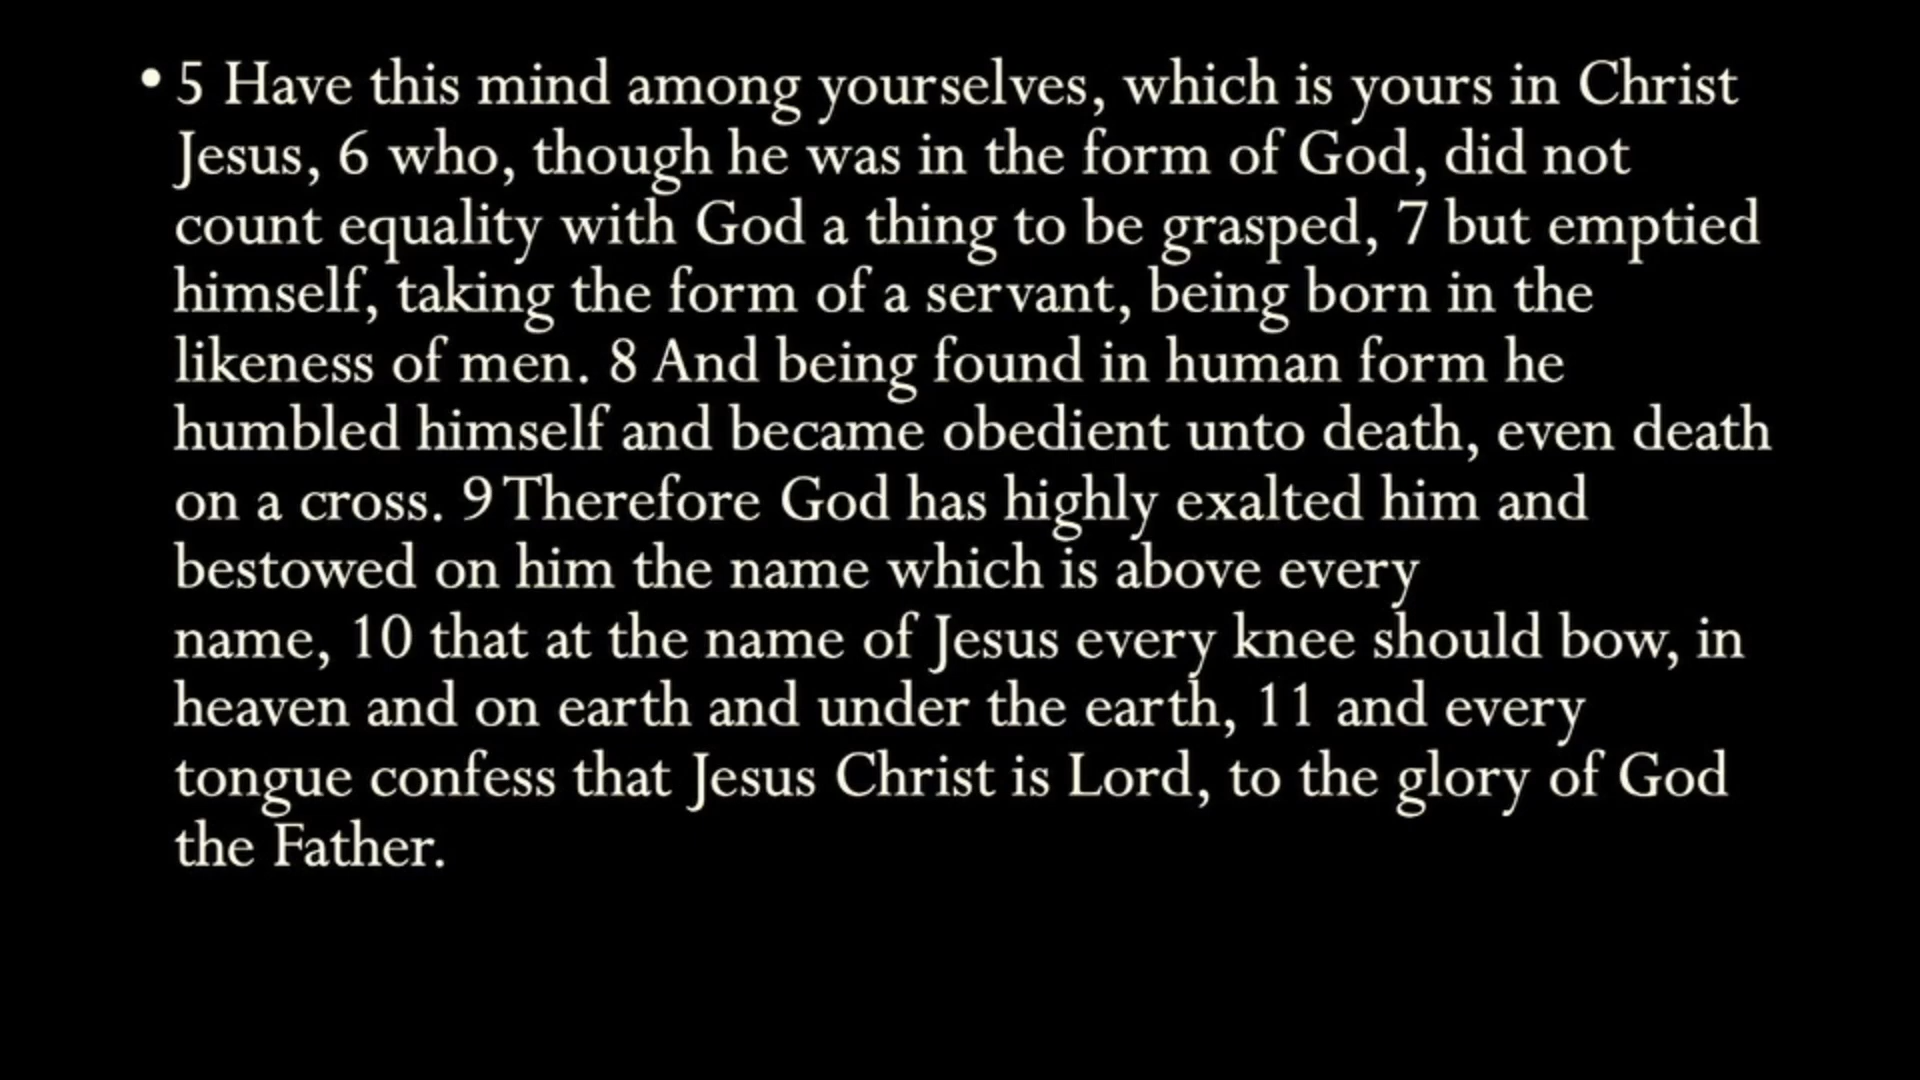 • 5 Have this mind among yourselves, which is yours in Christ
Jesus, 6 who, though he was in the form of God, did not
count equality with God a thing to be grasped, 7 but emptied
himself, taking the form of a servant, being born in the
likeness of men. 8 And being found in human form he
humbled himself and became obedient unto death, even death
on a cross. 9 Therefore God has highly exalted him and
bestowed on him the name which is above every
name, 10 that at the name of Jesus every knee should bow, in
heaven and on earth and under the earth, 11 and every
tongue confess that Jesus Christ is Lord, to the glory of God
the Father.